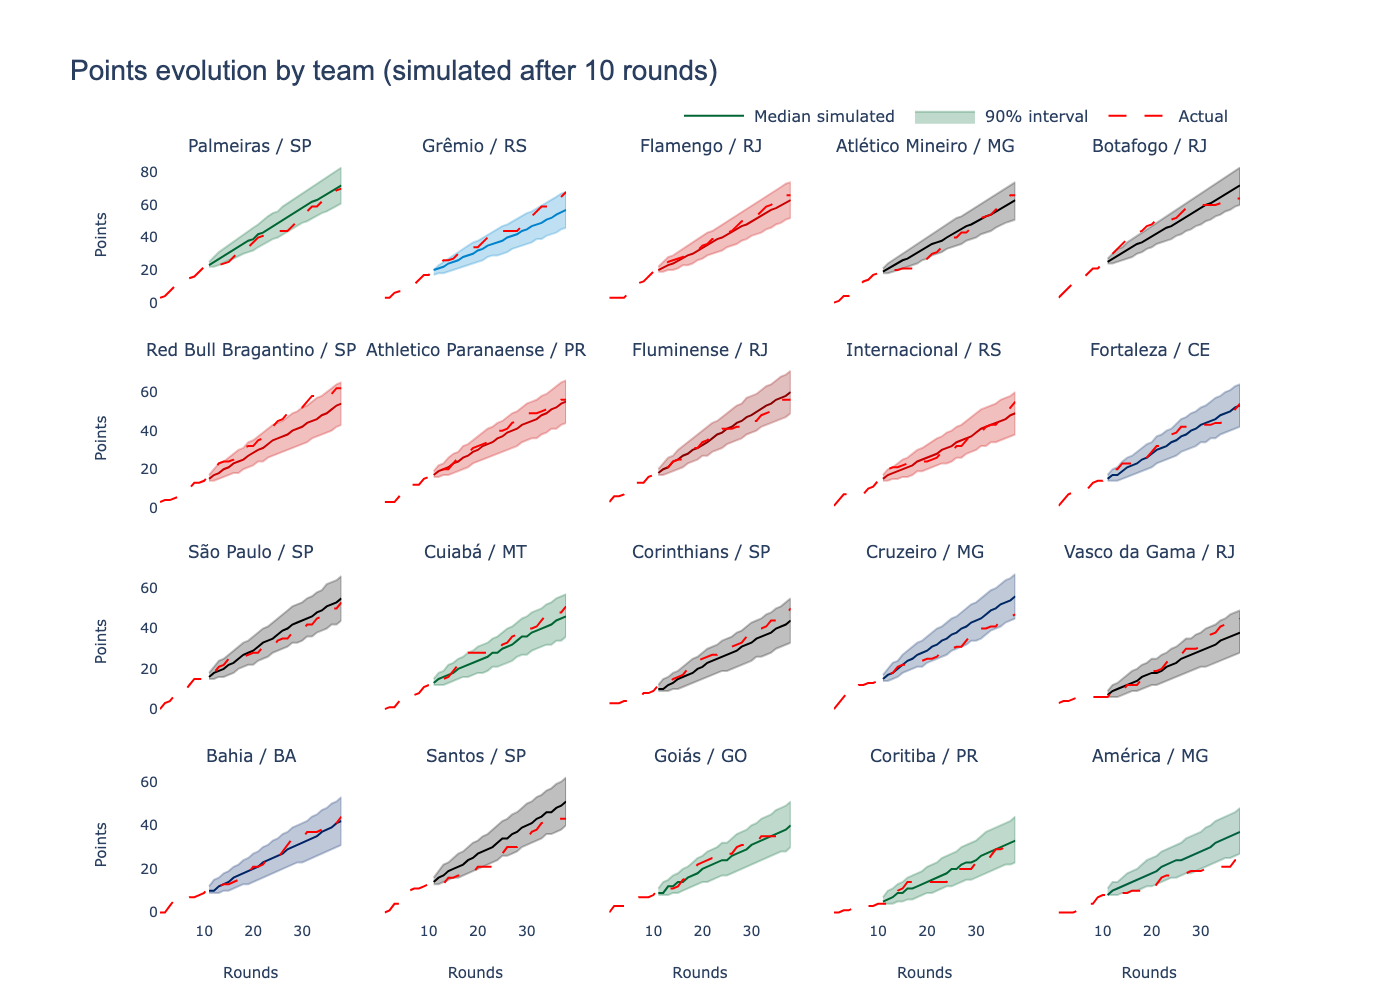 Points evolution by team (simulated after 10 rounds)
Median simulated 90% interval Actual
Palmeiras / SP Grêmio / RS Flamengo / RJ Atlético Mineiro / MG Botafogo / RJ
80
60
40
20
0
Points
Red Bull Bragantino / SP Athletico Paranaense / PR Fluminense / RJ Internacional / RS Fortaleza / CE
60
40
20
0
Points
São Paulo / SP Cuiabá / MT Corinthians / SP Cruzeiro / MG Vasco da Gama / RJ
60
40
20
0
Points
Bahia / BA Santos / SP Goiás / GO Coritiba / PR América / MG
60
40
20
0
Points
10 20 30 10 20 30 10 20 30 10 20 30 10 20 30
Rounds Rounds Rounds Rounds Rounds